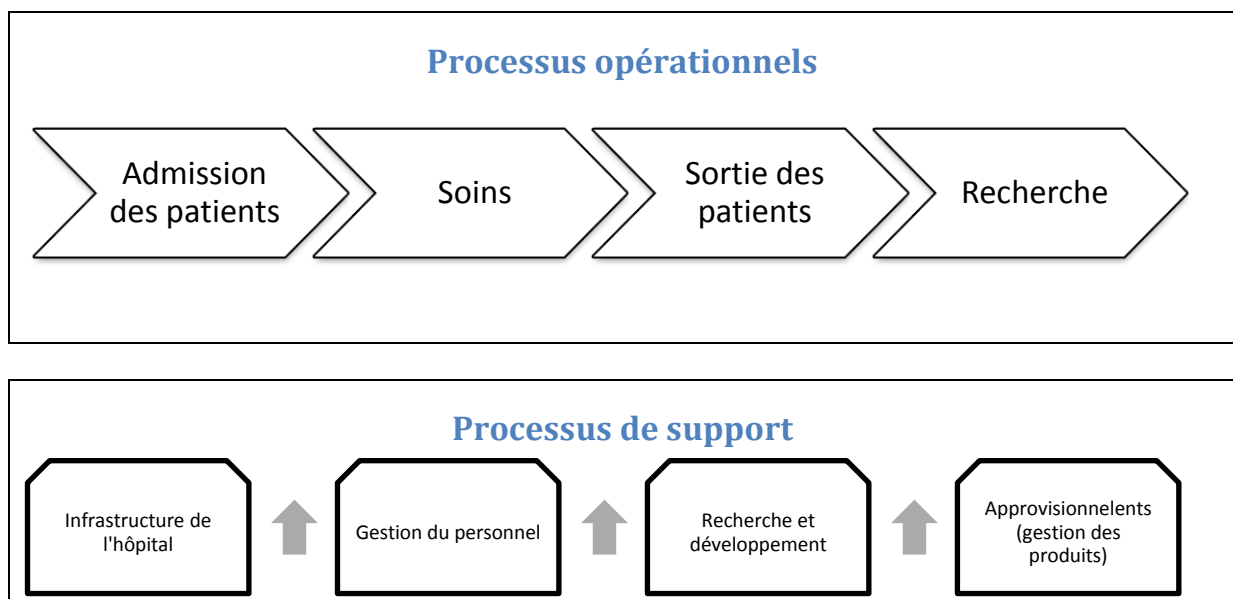 Processus opérationnels
Admission
des patients
Soins
Sortie des
patients
Recherche
Processus de support
Infrastructure de
l'hôpital
Gestion du personnel
Recherche et
développement
Approvisionnelents
(gestion des
produits)